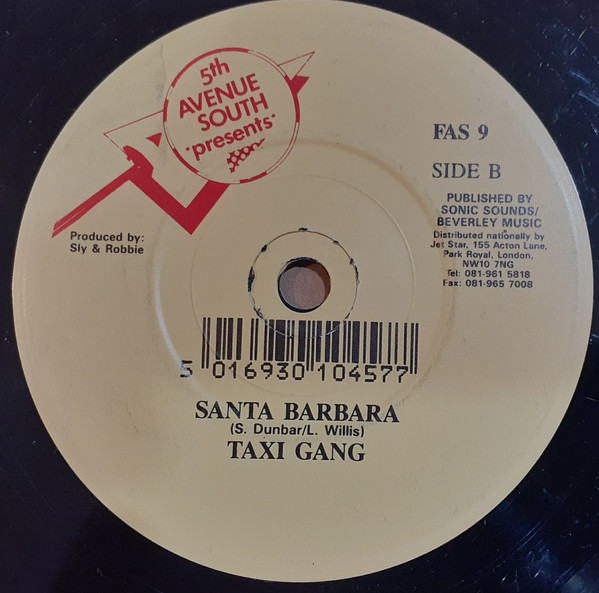 5th
AVENUE
SOUTH
·presents·
FAS 9
SIDE B
PUBLISHED BY
SONIC SOUNDS/
BEVERLEY MUSIC
Distributed nationally by
Jet Star, 155 Acton Lane,
Park Royal, London,
NW10 7NG
Tel: 081-961 5818
Fax: 081-965 7008
Produced by:
Sly & Robbie
5 016930 104577
SANTA BARBARA
(S. Dunbar/L. Willis)
TAXI GANG